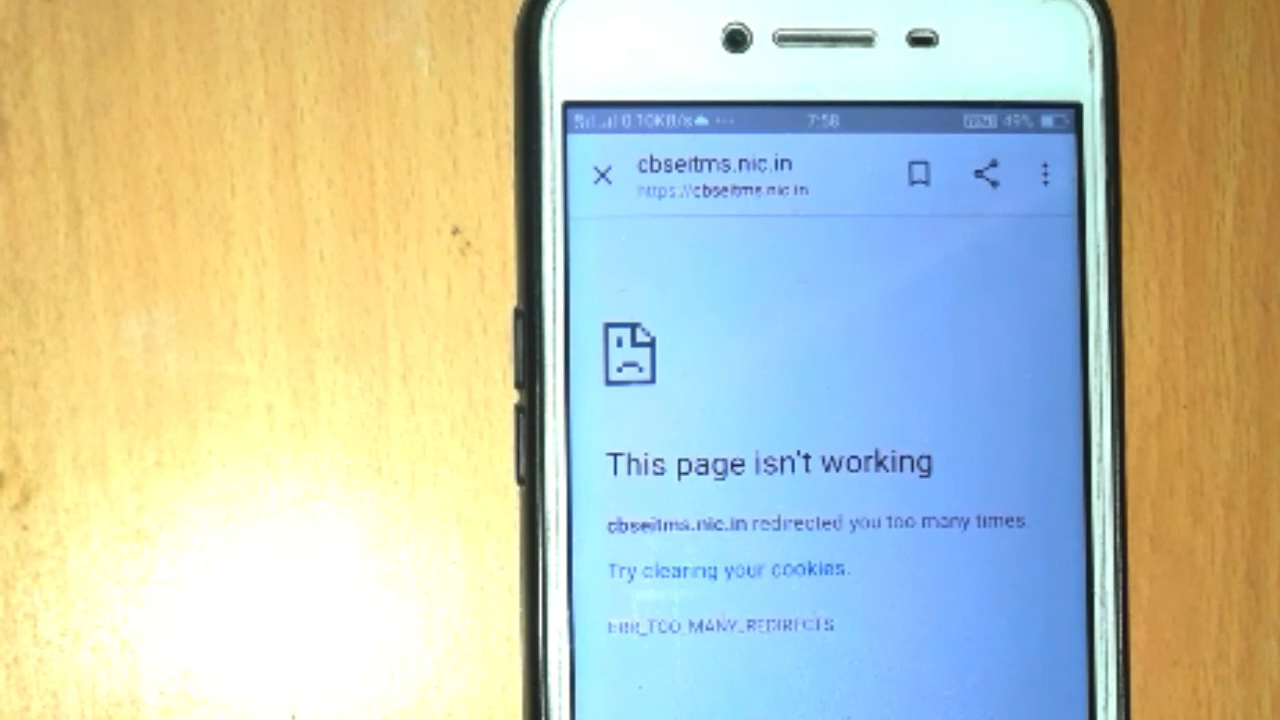 0.10KB/s ... 7:58 49%
cbseitms.nic.in
https://cbseitms.nic.in
This page isn't working
cbseitms.nic.in redirected you too many times.
Try clearing your cookies.
ERR_TOO_MANY_REDIRECTS